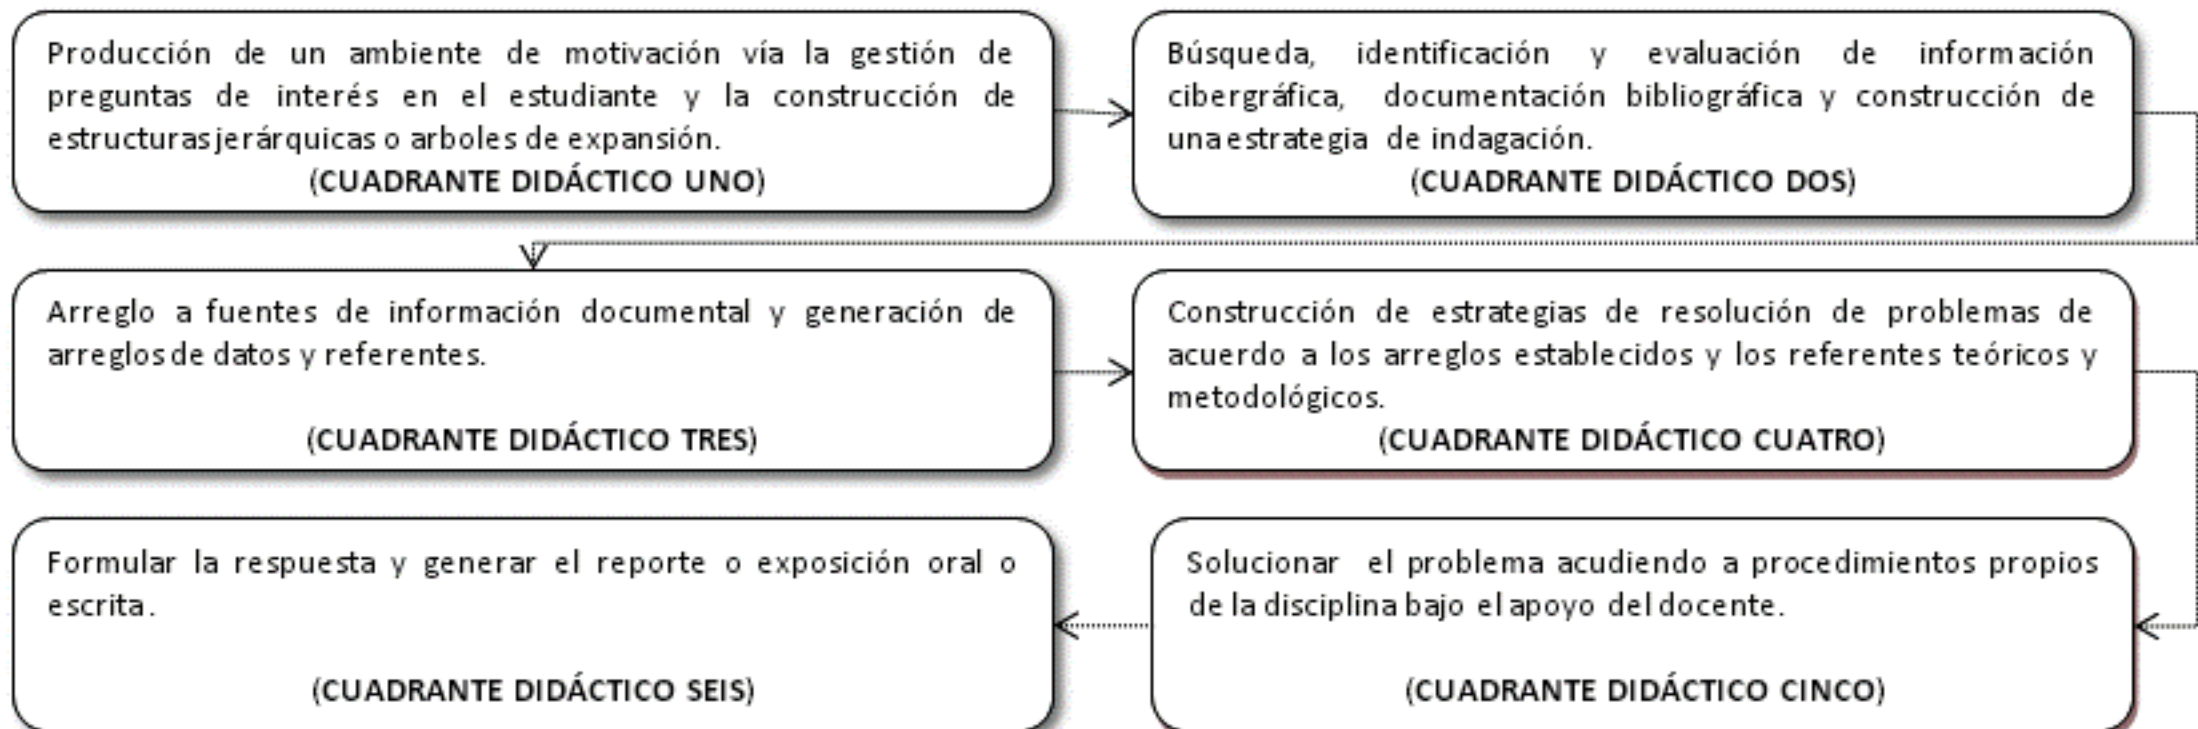 Producción de un ambiente de motivación vía la gestión de
preguntas de interés en el estudiante y la construcción de
estructuras jerárquicas o arboles de expansión.
(CUADRANTE DIDÁCTICO UNO)
Búsqueda, identificación y evaluación de información
cibergráfica, documentación bibliográfica y construcción de
una estrategia de indagación.
(CUADRANTE DIDÁCTICO DOS)
Arreglo a fuentes de información documental y generación de
arreglos de datos y referentes.
(CUADRANTE DIDÁCTICO TRES)
Construcción de estrategias de resolución de problemas de
acuerdo a los arreglos establecidos y los referentes teóricos y
metodológicos.
(CUADRANTE DIDÁCTICO CUATRO)
Solucionar el problema acudiendo a procedimientos propios
de la disciplina bajo el apoyo del docente.
(CUADRANTE DIDÁCTICO CINCO)
Formular la respuesta y generar el reporte o exposición oral o
escrita.
(CUADRANTE DIDÁCTICO SEIS)